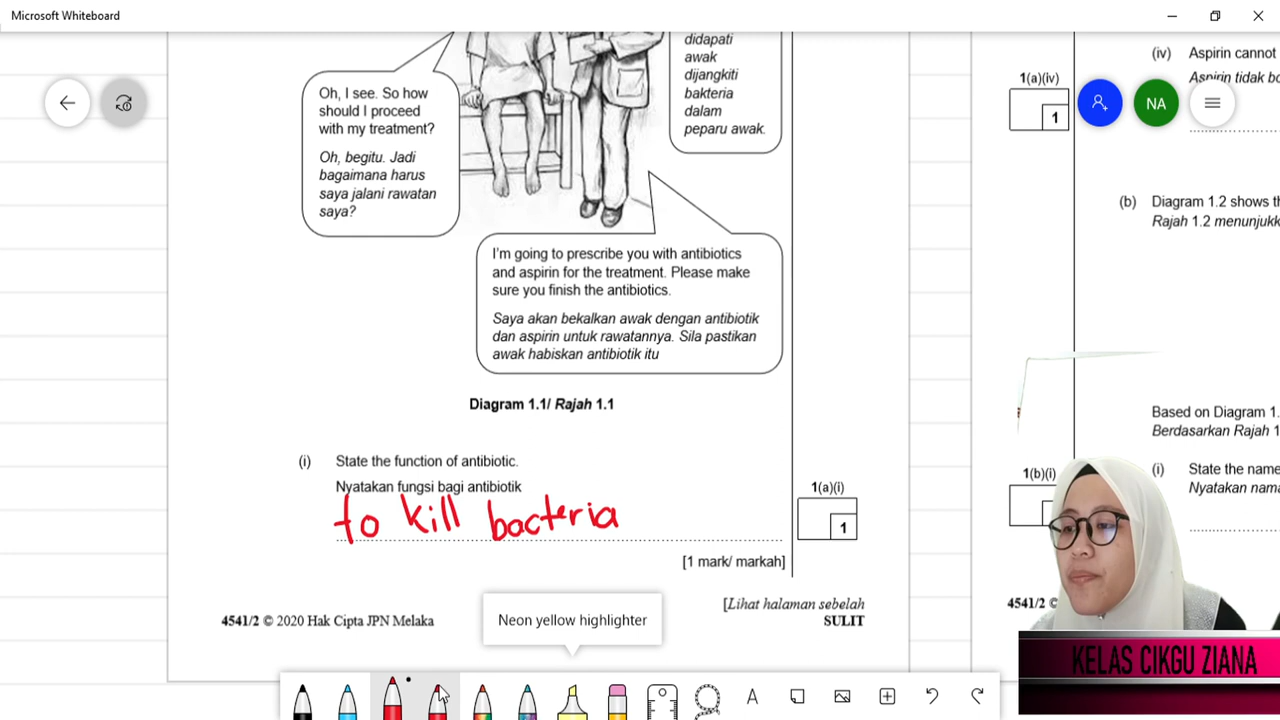 Microsoft Whiteboard
didapati
awak
dijangkiti
bakteria
dalam
peparu awak.
Oh, I see. So how
should I proceed
with my treatment?
Oh, begitu. Jadi
bagaimana harus
saya jalani rawatan
saya?
I'm going to prescribe you with antibiotics
and aspirin for the treatment. Please make
sure you finish the antibiotics.
Saya akan bekalkan awak dengan antibiotik
dan aspirin untuk rawatannya. Sila pastikan
awak habiskan antibiotik itu
Diagram 1.1/ Rajah 1.1
(i) State the function of antibiotic.
Nyatakan fungsi bagi antibiotik
to kill bacteria
1(a)(i)
1
[1 mark/ markah]
[Lihat halaman sebelah
4541/2 © 2020 Hak Cipta JPN Melaka
SULIT
Neon yellow highlighter
A
(iv) Aspirin cannot
Aspirin tidak
1(a)(iv)
1
NA
(b) Diagram 1.2 shows
Rajah 1.2
Based on Diagram 1.
Berdasarkan Rajah 1
1(b)(i)
(i) State the name
Nyatakan
4541/2 ©
KELAS CIKGU ZIANA